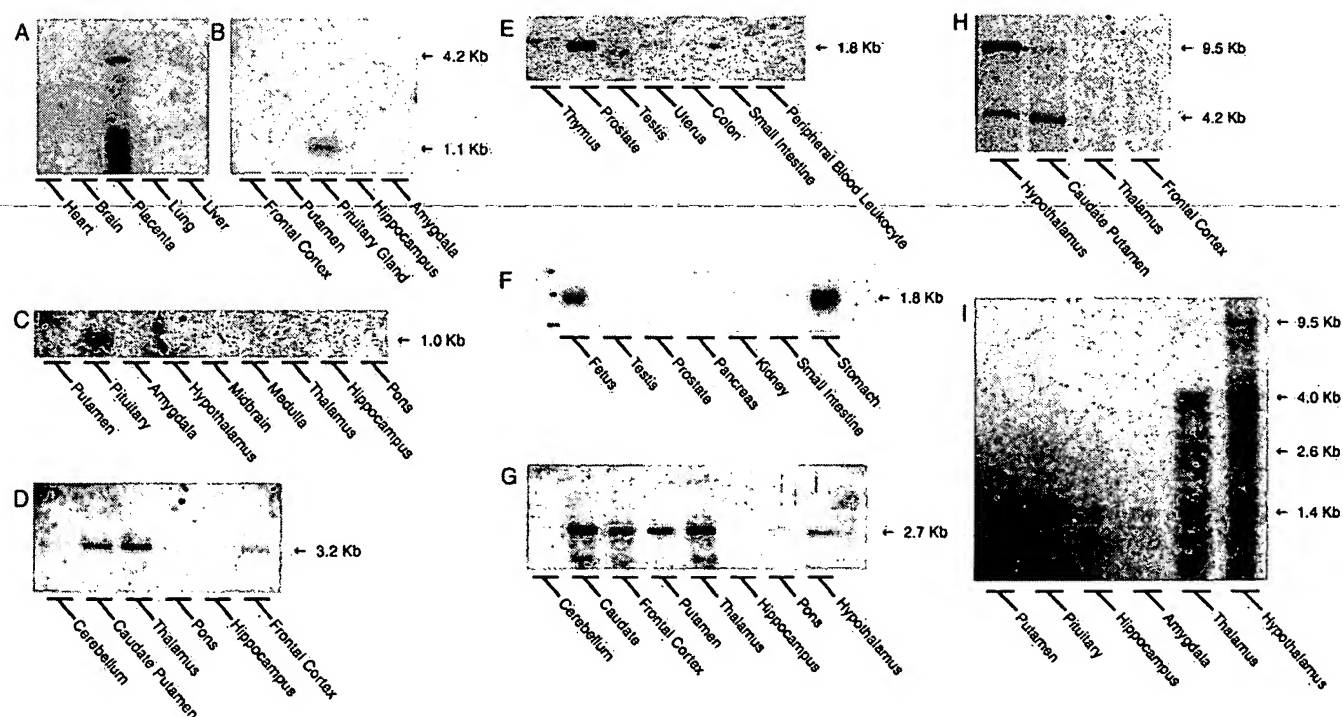 A
Heart
Brain
Placenta
Lung
Liver
B
← 4.2 Kb
← 1.1 Kb
Frontal Cortex
Putamen
Pituitary Gland
Hippocampus
Amygdala
C
← 1.0 Kb
Putamen
Pituitary
Amygdala
Hypothalamus
Midbrain
Medulla
Thalamus
Hippocampus
Pons
D
← 3.2 Kb
Cerebellum
Caudate Putamen
Thalamus
Pons
Hippocampus
Frontal Cortex
E
← 1.8 Kb
Thymus
Prostate
Testis
Uterus
Colon
Small Intestine
Peripheral Blood Leukocyte
F
← 1.8 Kb
Fetus
Testis
Prostate
Pancreas
Kidney
Small Intestine
Stomach
G
← 2.7 Kb
Cerebellum
Caudate
Frontal Cortex
Putamen
Thalamus
Hippocampus
Pons
Hypothalamus
H
← 9.5 Kb
← 4.2 Kb
Hypothalamus
Caudate Putamen
Thalamus
Frontal Cortex
I
← 9.5 Kb
← 4.0 Kb
← 2.6 Kb
← 1.4 Kb
Putamen
Pituitary
Hippocampus
Amygdala
Thalamus
Hypothalamus